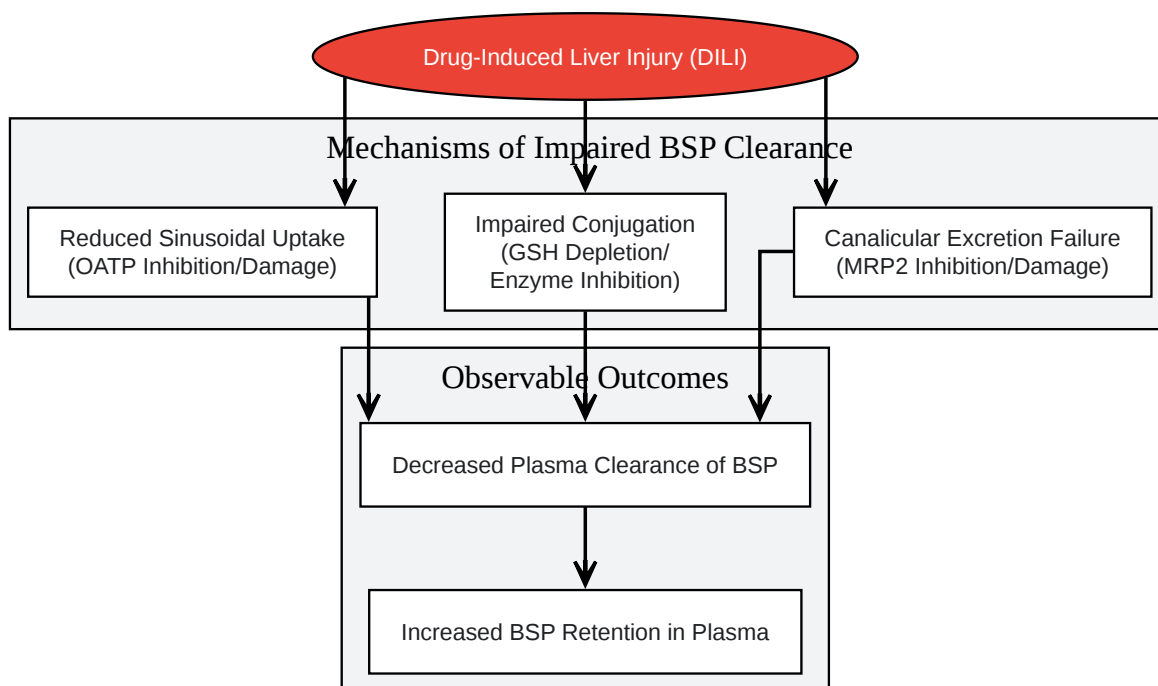 Drug-Induced Liver Injury (DILI)
Mechanisms of Impaired BSP Clearance
Reduced Sinusoidal Uptake
(OATP Inhibition/Damage)
Impaired Conjugation
(GSH Depletion/
Enzyme Inhibition)
Canalicular Excretion Failure
(MRP2 Inhibition/Damage)
Observable Outcomes
Decreased Plasma Clearance of BSP
Increased BSP Retention in Plasma